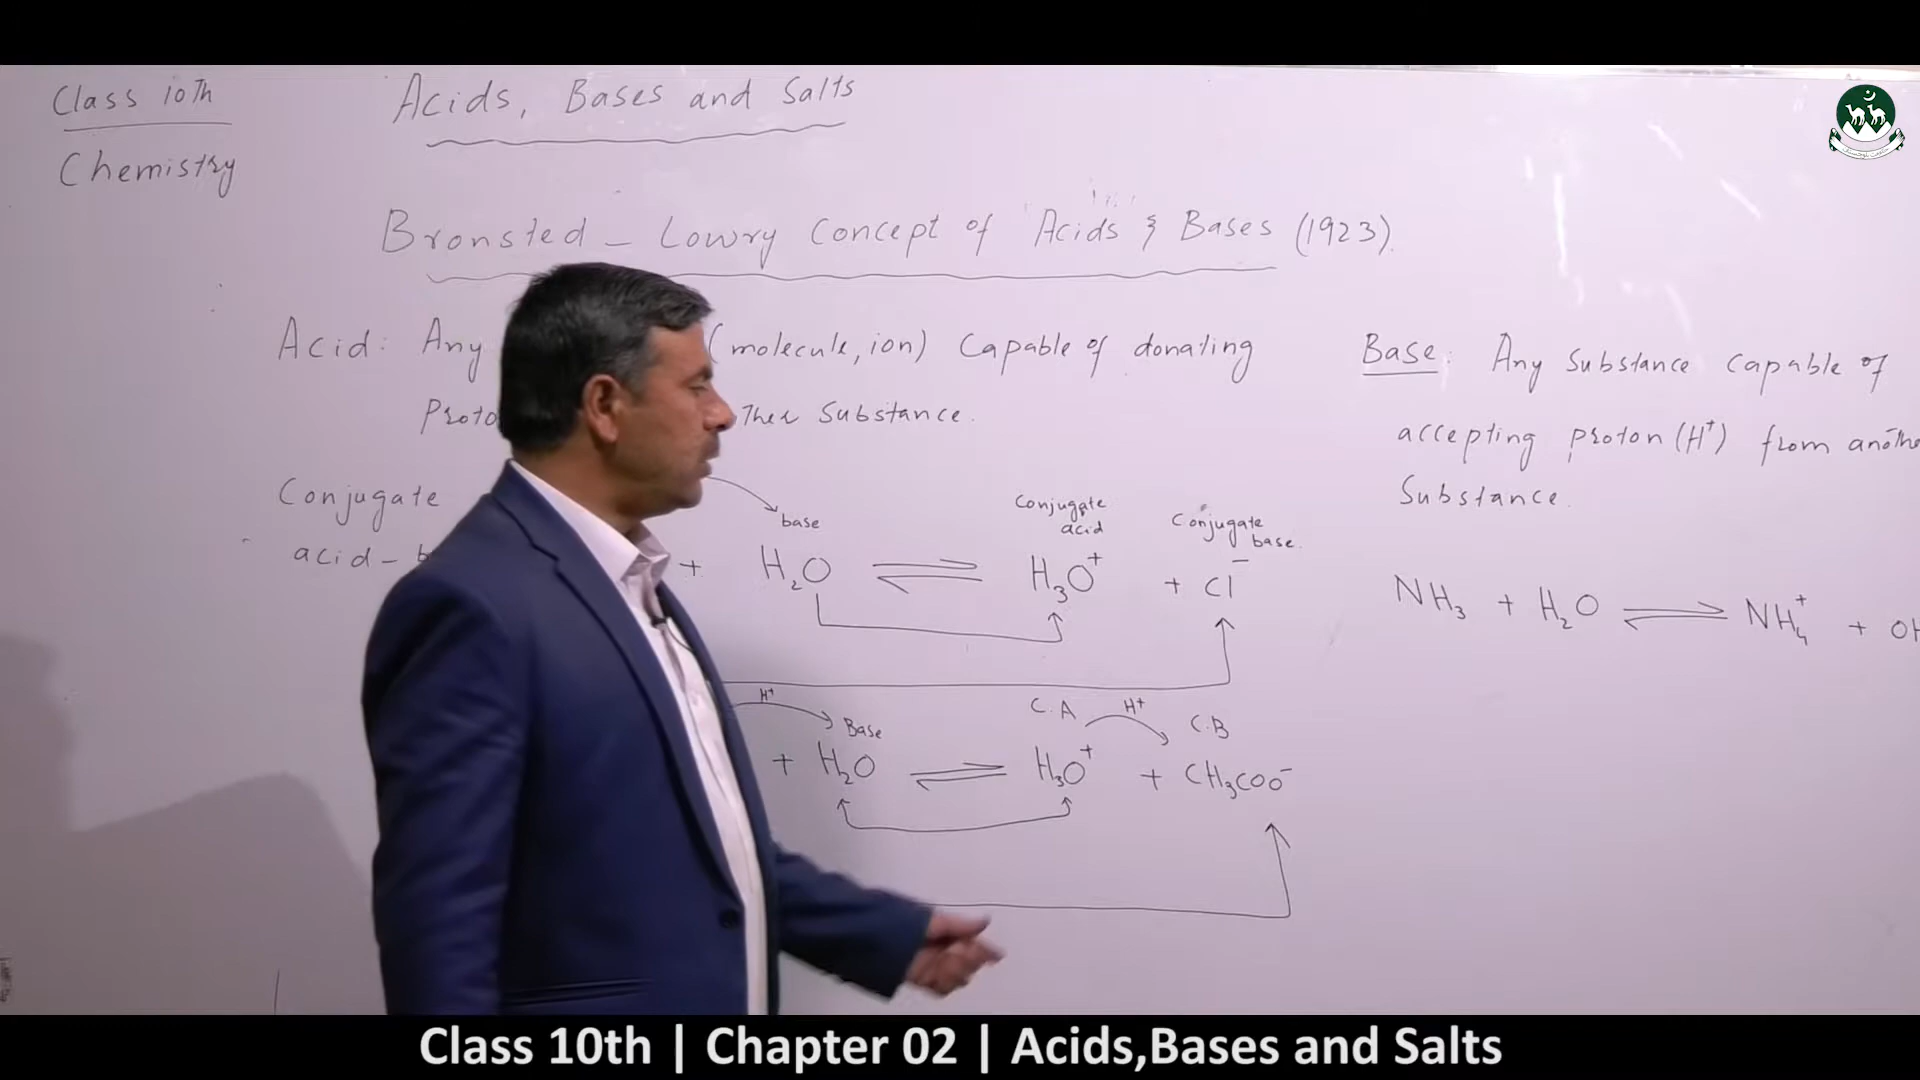 Class 10Th
Chemistry
Acids, Bases and Salts
Bronsted - Lowry Concept of Acids & Bases (1923).
Acid: Any (molecule, ion) Capable of donating
Proto ther Substance.
Base: Any Substance capable of
accepting proton (H⁺) from anothe
Substance.
Conjugate
acid - b
base
Conjugate
acid
Conjugate
base.
+ H₂O ⇌ H₃O⁺ + Cl⁻
NH₃ + H₂O ⇌ NH₄⁺ + OH
H⁺
Base
C.A
H⁺
C.B
+ H₂O ⇌ H₃O⁺ + CH₃COO⁻
Class 10th | Chapter 02 | Acids,Bases and Salts